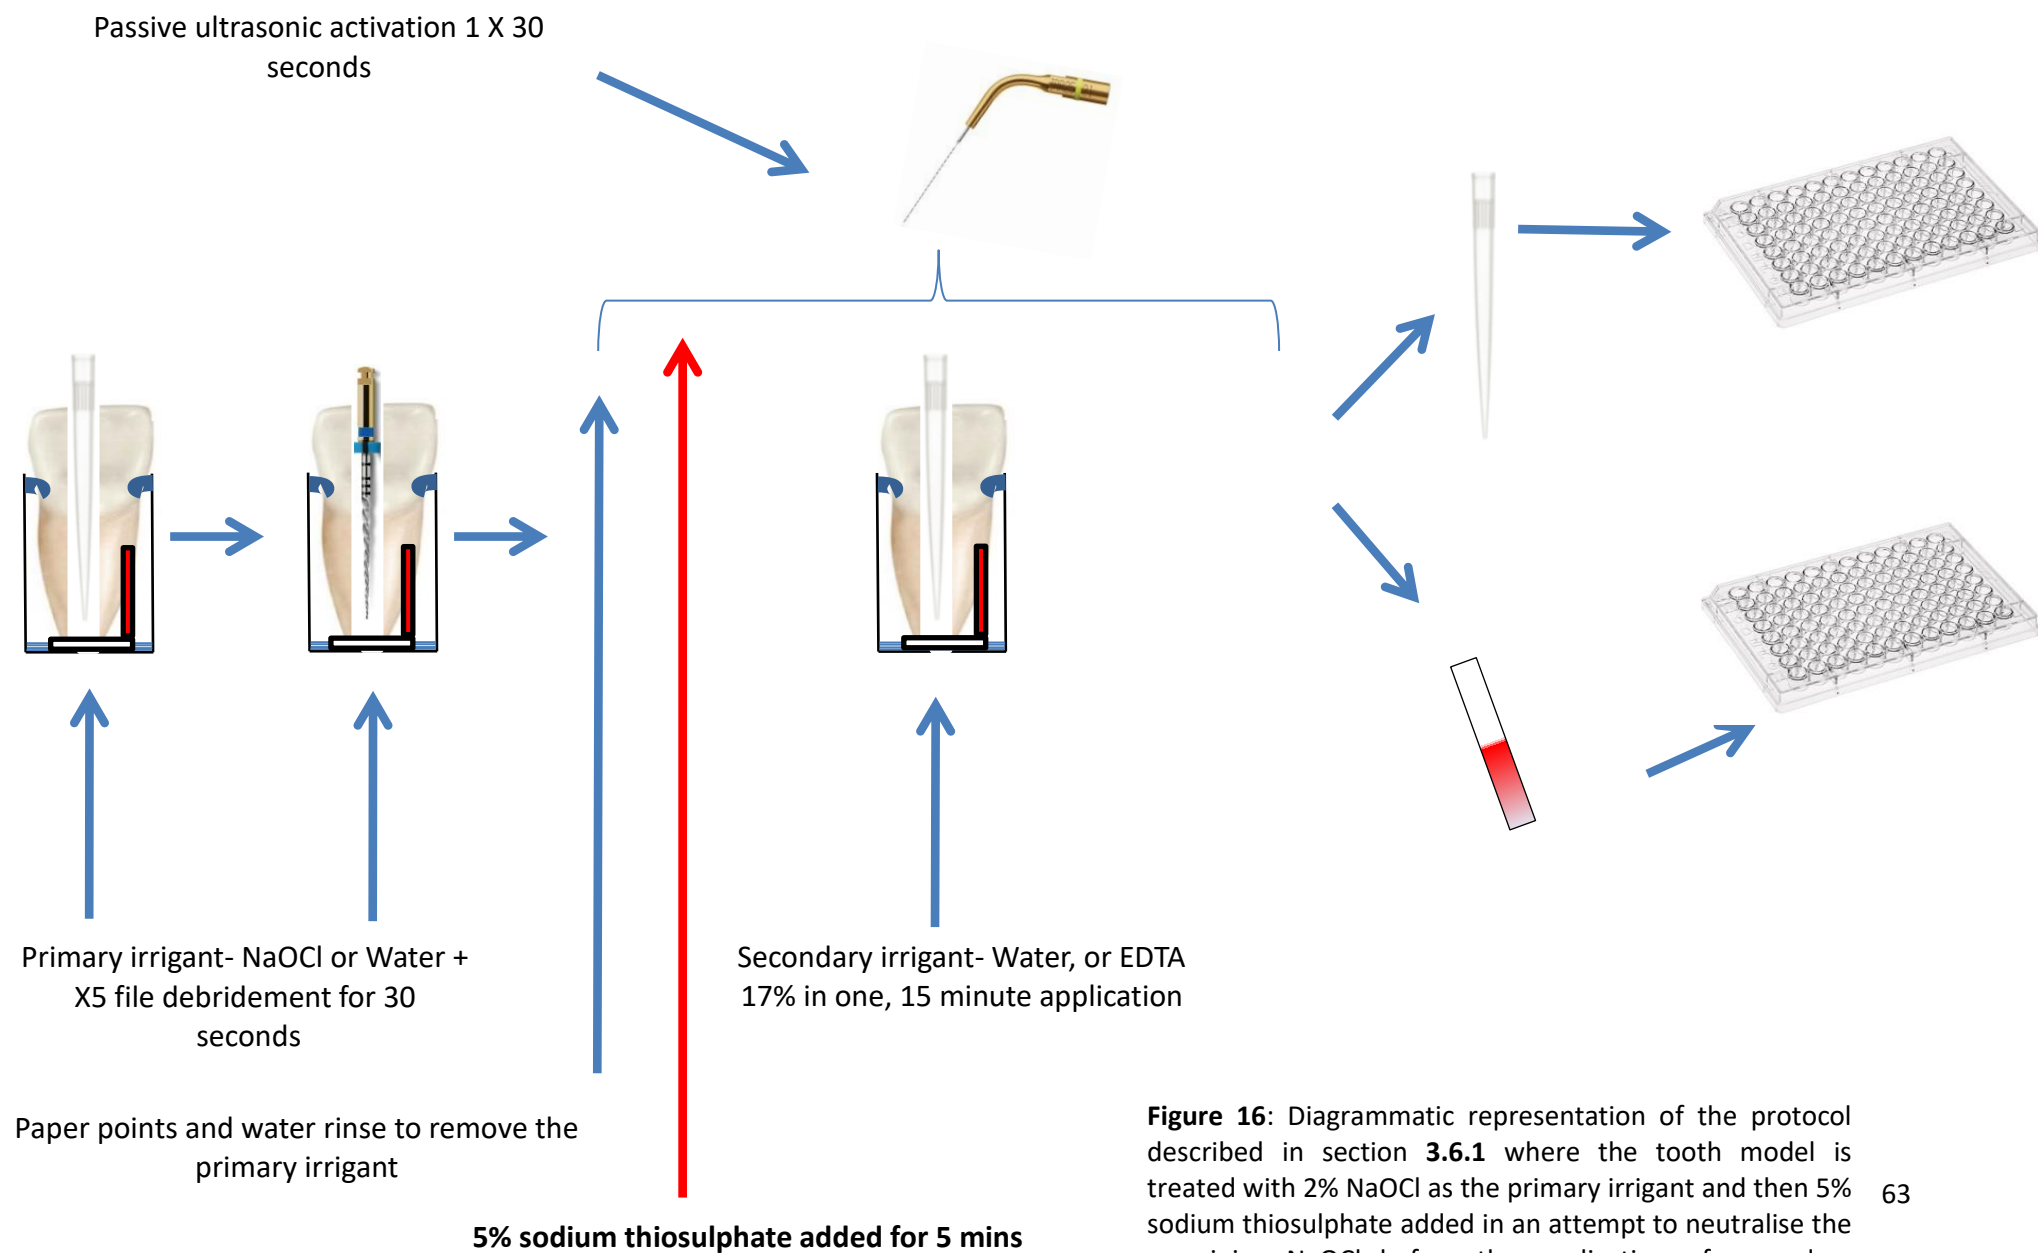 Passive ultrasonic activation 1 X 30
seconds
Primary irrigant- NaOCl or Water +
X5 file debridement for 30
seconds
Secondary irrigant- Water, or EDTA
17% in one, 15 minute application
Paper points and water rinse to remove the
primary irrigant
5% sodium thiosulphate added for 5 mins
Figure 16: Diagrammatic representation of the protocol
described in section 3.6.1 where the tooth model is
treated with 2% NaOCl as the primary irrigant and then 5%
sodium thiosulphate added in an attempt to neutralise the
63